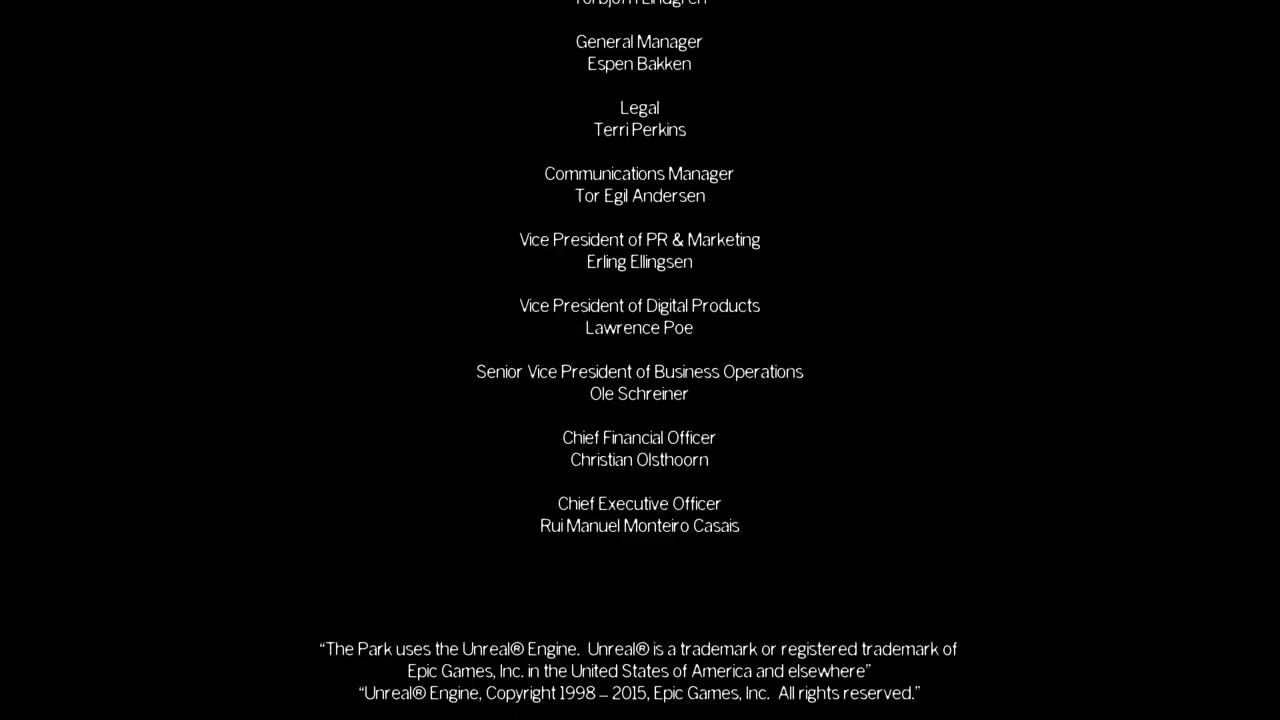 General Manager
Espen Bakken
Legal
Terri Perkins
Communications Manager
Tor Egil Andersen
Vice President of PR & Marketing
Erling Ellingsen
Vice President of Digital Products
Lawrence Poe
Senior Vice President of Business Operations
Ole Schreiner
Chief Financial Officer
Christian Olsthoorn
Chief Executive Officer
Rui Manuel Monteiro Casais
“The Park uses the Unreal® Engine.  Unreal® is a trademark or registered trademark of
Epic Games, Inc. in the United States of America and elsewhere”
“Unreal® Engine, Copyright 1998 – 2015, Epic Games, Inc.  All rights reserved.”